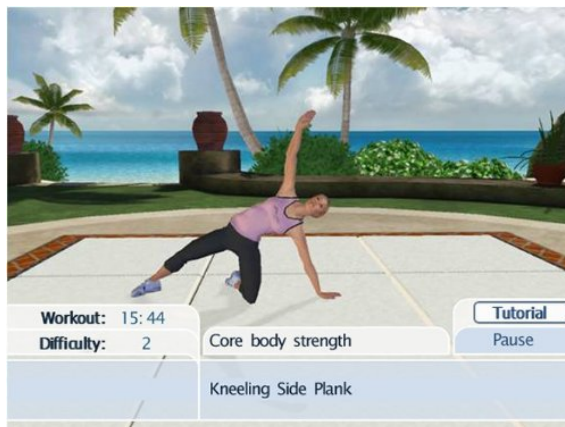 Workout: 15:44
Difficulty: 2
Core body strength
Tutorial
Pause
Kneeling Side Plank